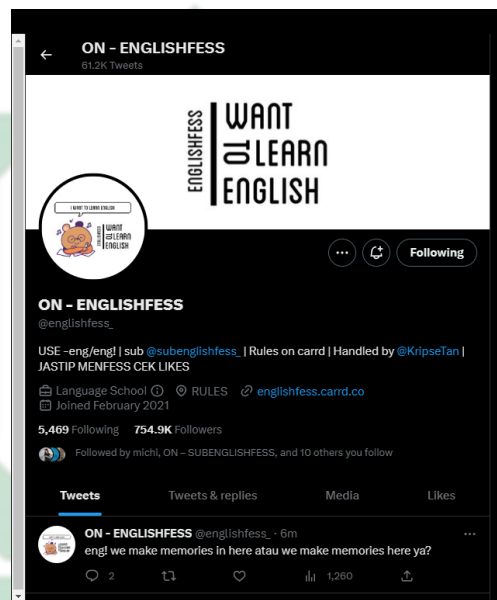 ON - ENGLISHFESS
61.2K Tweets
ENGLISHFESS
WANT
TO LEARN
ENGLISH
I WANT TO LEARN ENGLISH
ENGLISHFESS
WANT
TO LEARN
ENGLISH
Following
ON - ENGLISHFESS
@englishfess_
USE -eng/eng! | sub @subenglishfess_ | Rules on carrd | Handled by @KripseTan |
JASTIP MENFESS CEK LIKES
Language School RULES englishfess.carrd.co
Joined February 2021
5,469 Following 754.9K Followers
Followed by michi, ON – SUBENGLISHFESS, and 10 others you follow
Tweets Tweets & replies Media Likes
ON - ENGLISHFESS @englishfess_ · 6m
eng! we make memories in here atau we make memories here ya?
2 1,260